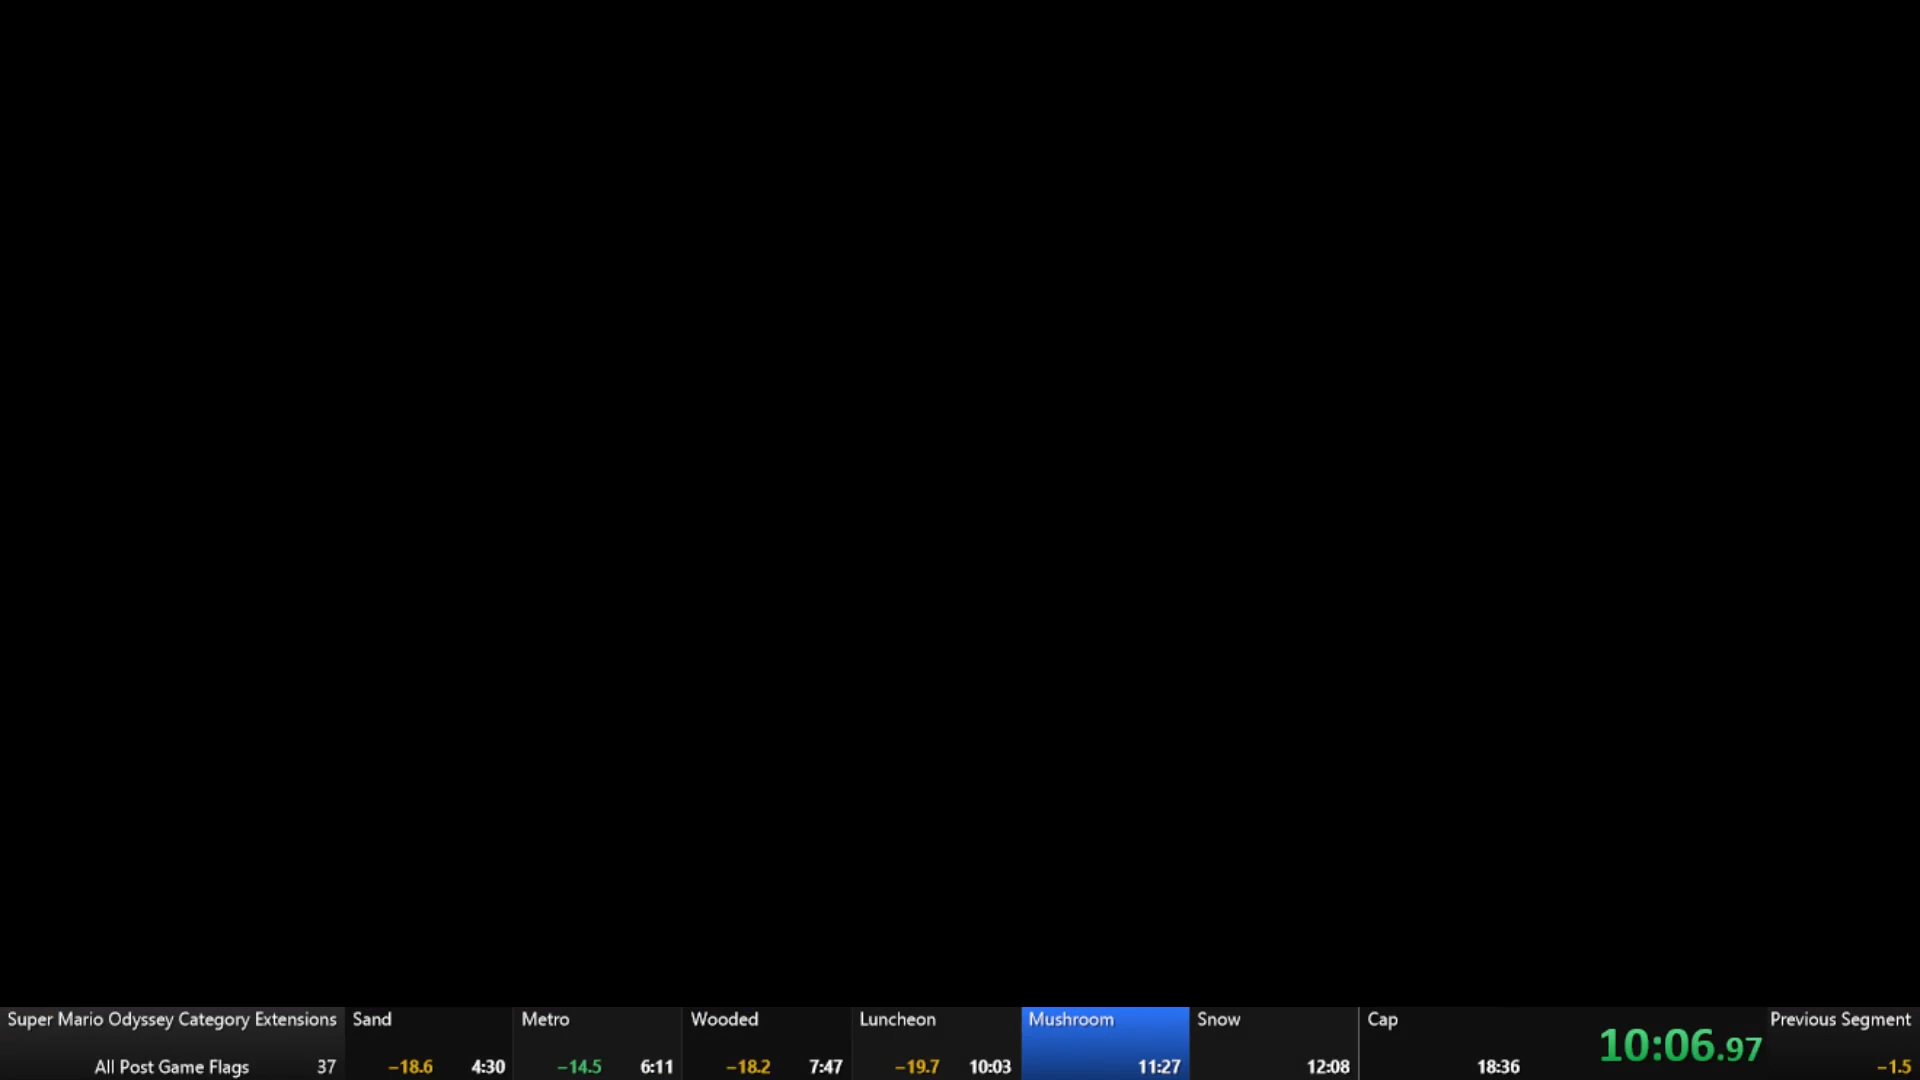 Super Mario Odyssey Category Extensions
All Post Game Flags 37
Sand
−18.6 4:30
Metro
−14.5 6:11
Wooded
−18.2 7:47
Luncheon
−19.7 10:03
Mushroom
11:27
Snow
12:08
Cap
18:36
10:06.97
Previous Segment
−1.5